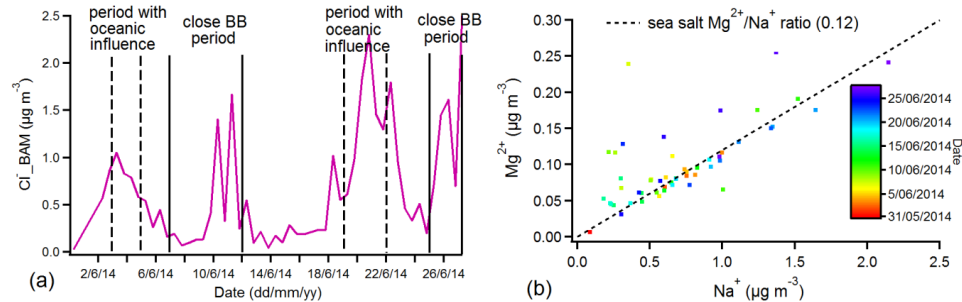 (a)
period with
oceanic
influence
close BB
period
period with
oceanic
influence
close BB
period
2.5
2.0
1.5
1.0
0.5
0.0
Cl⁻_BAM (µg m⁻³)
2/6/14 6/6/14 10/6/14 14/6/14 18/6/14 22/6/14 26/6/14
Date (dd/mm/yy)
(b)
sea salt Mg²⁺/Na⁺ ratio (0.12)
0.30
0.25
0.20
0.15
0.10
0.05
0.00
Mg²⁺ (µg m⁻³)
0.0 0.5 1.0 1.5 2.0 2.5
Na⁺ (µg m⁻³)
25/06/2014
20/06/2014
15/06/2014
10/06/2014
5/06/2014
31/05/2014
Date